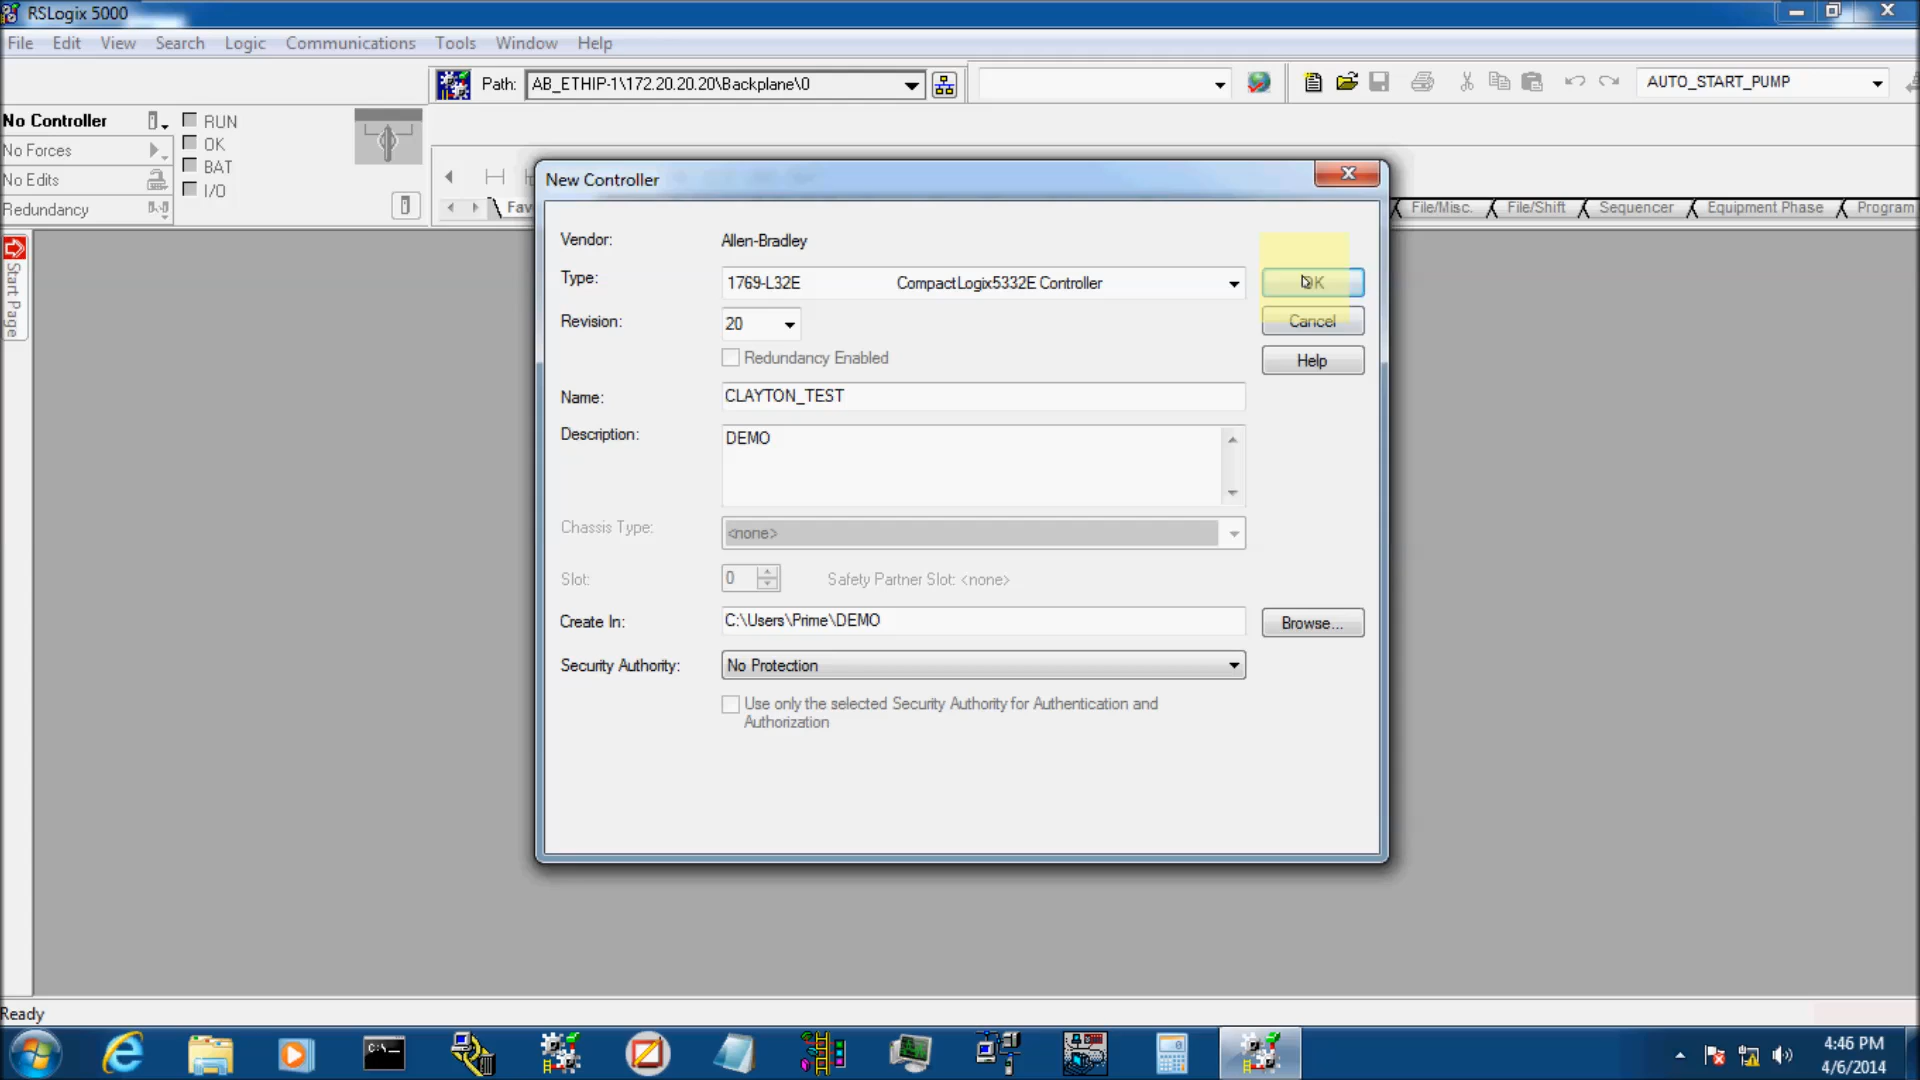 RSLogix 5000
File Edit View Search Logic Communications Tools Window Help
Path: AB_ETHIP-1\172.20.20.20\Backplane\0
AUTO_START_PUMP
No Controller
RUN
No Forces
OK
No Edits
BAT
Redundancy
I/O
Fav
File/Misc. File/Shift Sequencer Equipment Phase Program
Start Page
New Controller
Vendor: Allen-Bradley
Type: 1769-L32E CompactLogix5332E Controller
OK
Revision: 20
Cancel
Redundancy Enabled
Help
Name: CLAYTON_TEST
Description: DEMO
Chassis Type: <none>
Slot: 0 Safety Partner Slot: <none>
Create In: C:\Users\Prime\DEMO
Browse...
Security Authority: No Protection
Use only the selected Security Authority for Authentication and
Authorization
Ready
C:\_
4:46 PM
4/6/2014